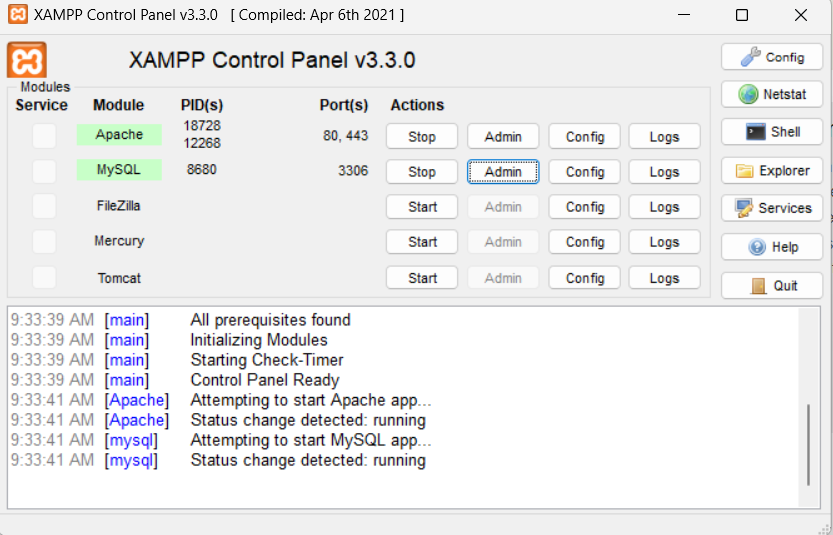 XAMPP Control Panel v3.3.0 [ Compiled: Apr 6th 2021 ]
XAMPP Control Panel v3.3.0
Config
Modules
Service Module PID(s) Port(s) Actions
Netstat
Apache 18728 12268 80, 443 Stop Admin Config Logs
Shell
MySQL 8680 3306 Stop Admin Config Logs
Explorer
FileZilla Start Admin Config Logs
Services
Mercury Start Admin Config Logs
Help
Tomcat Start Admin Config Logs
Quit
9:33:39 AM [main] All prerequisites found
9:33:39 AM [main] Initializing Modules
9:33:39 AM [main] Starting Check-Timer
9:33:39 AM [main] Control Panel Ready
9:33:41 AM [Apache] Attempting to start Apache app...
9:33:41 AM [Apache] Status change detected: running
9:33:41 AM [mysql] Attempting to start MySQL app...
9:33:41 AM [mysql] Status change detected: running